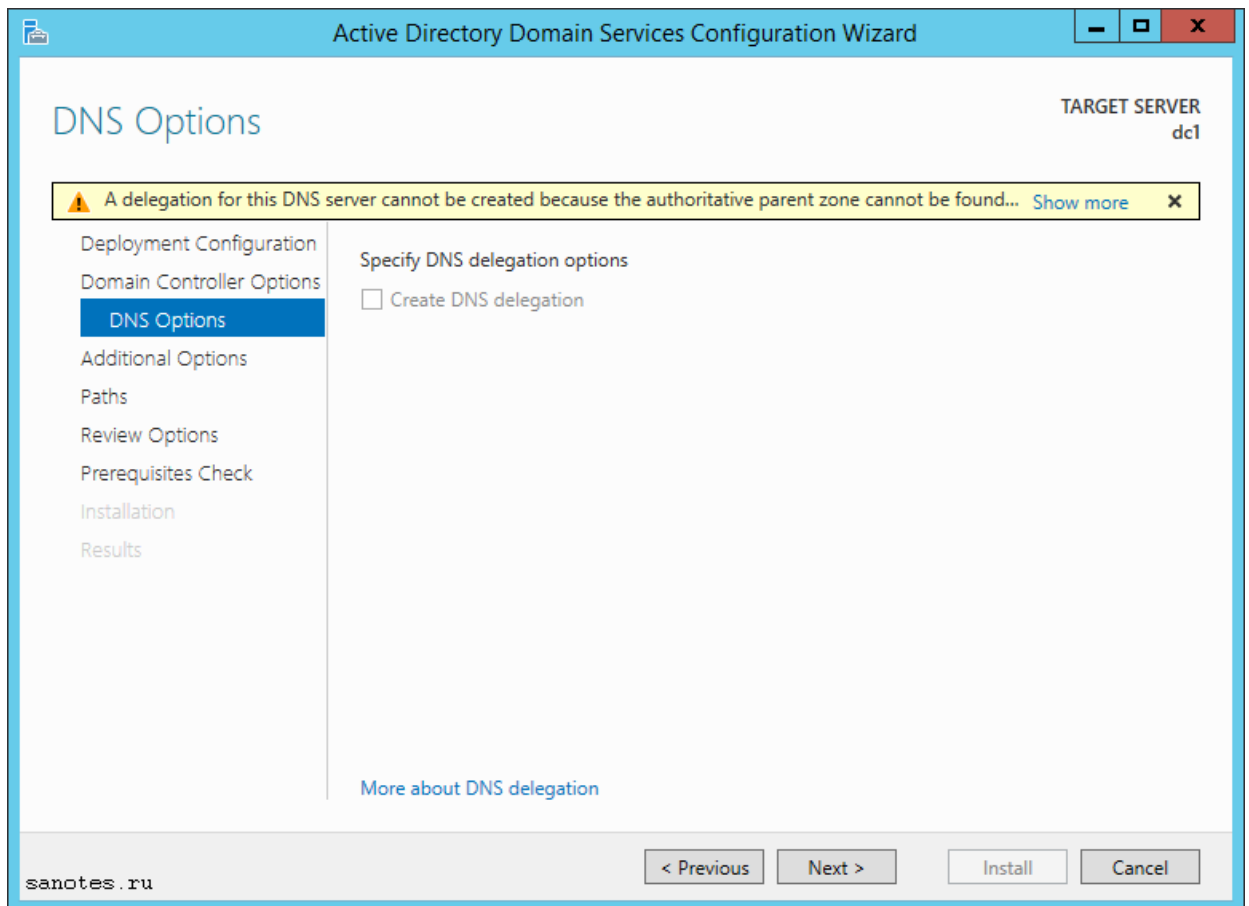 Active Directory Domain Services Configuration Wizard
DNS Options
TARGET SERVER
dc1
A delegation for this DNS server cannot be created because the authoritative parent zone cannot be found... Show more
Deployment Configuration
Domain Controller Options
DNS Options
Additional Options
Paths
Review Options
Prerequisites Check
Installation
Results
Specify DNS delegation options
Create DNS delegation
More about DNS delegation
< Previous
Next >
Install
Cancel
sanotes.ru